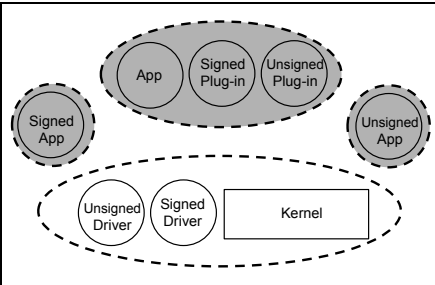 App
Signed
Plug-in
Unsigned
Plug-in
Signed
App
Unsigned
App
Unsigned
Driver
Signed
Driver
Kernel